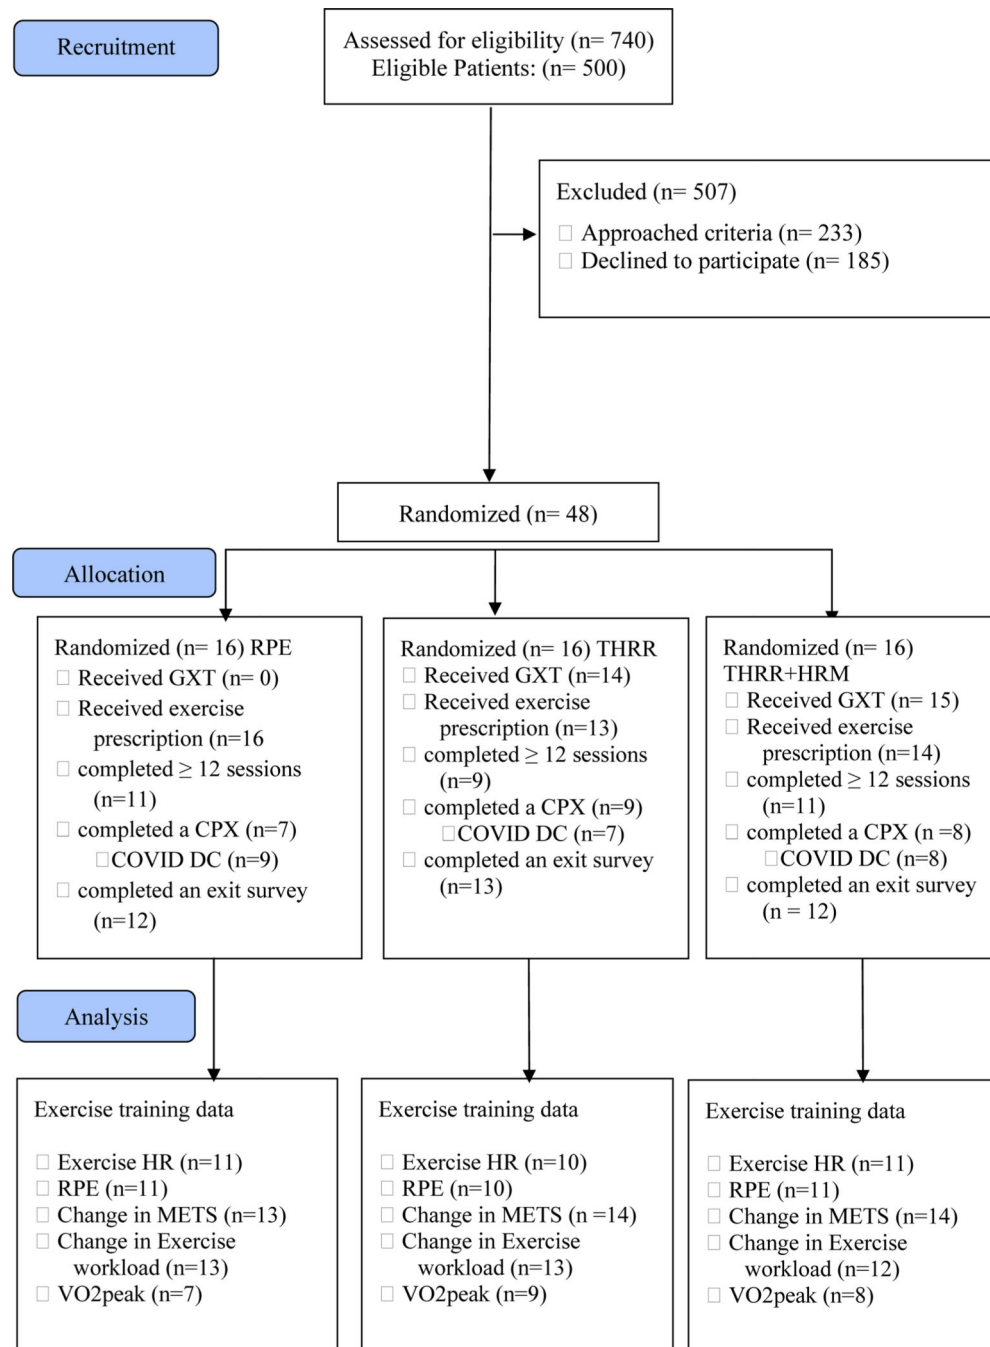 Recruitment
Assessed for eligibility (n= 740)
Eligible Patients: (n= 500)
Excluded (n= 507)
□ Approached criteria (n= 233)
□ Declined to participate (n= 185)
Randomized (n= 48)
Allocation
Randomized (n= 16) RPE
□ Received GXT (n= 0)
□ Received exercise
prescription (n=16
□ completed ≥ 12 sessions
(n=11)
□ completed a CPX (n=7)
□COVID DC (n=9)
□ completed an exit survey
(n=12)
Randomized (n= 16) THRR
□ Received GXT (n=14)
□ Received exercise
prescription (n=13)
□ completed ≥ 12 sessions
(n=9)
□ completed a CPX (n=9)
□COVID DC (n=7)
□ completed an exit survey
(n=13)
Randomized (n= 16)
THRR+HRM
□ Received GXT (n= 15)
□ Received exercise
prescription (n=14)
□ completed ≥ 12 sessions
(n=11)
□ completed a CPX (n =8)
□COVID DC (n=8)
□ completed an exit survey
(n = 12)
Analysis
Exercise training data
□ Exercise HR (n=11)
□ RPE (n=11)
□ Change in METS (n=13)
□ Change in Exercise
workload (n=13)
□ VO2peak (n=7)
Exercise training data
□ Exercise HR (n=10)
□ RPE (n=10)
□ Change in METS (n =14)
□ Change in Exercise
workload (n=13)
□ VO2peak (n=9)
Exercise training data
□ Exercise HR (n=11)
□ RPE (n=11)
□ Change in METS (n=14)
□ Change in Exercise
workload (n=12)
□ VO2peak (n=8)